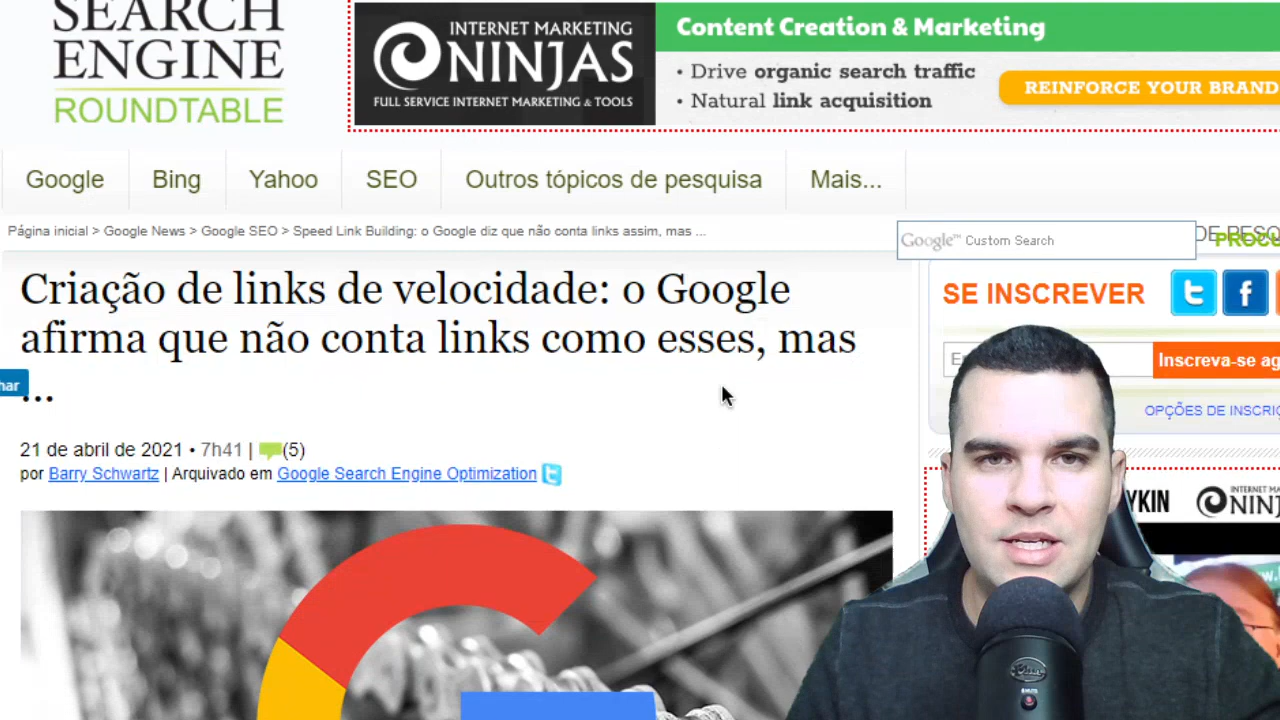 SEARCH
ENGINE
ROUNDTABLE
INTERNET MARKETING
NINJAS
FULL SERVICE INTERNET MARKETING & TOOLS
Content Creation & Marketing
• Drive organic search traffic
• Natural link acquisition
REINFORCE YOUR BRAND
Google
Bing
Yahoo
SEO
Outros tópicos de pesquisa
Mais...
Página inicial > Google News > Google SEO > Speed Link Building: o Google diz que não conta links assim, mas ...
Google™ Custom Search
Criação de links de velocidade: o Google
afirma que não conta links como esses, mas
...
SE INSCREVER
Inscreva-se ag
OPÇÕES DE INSCRIÇ
21 de abril de 2021 • 7h41 | (5)
por Barry Schwartz | Arquivado em Google Search Engine Optimization
YKIN
NINJ